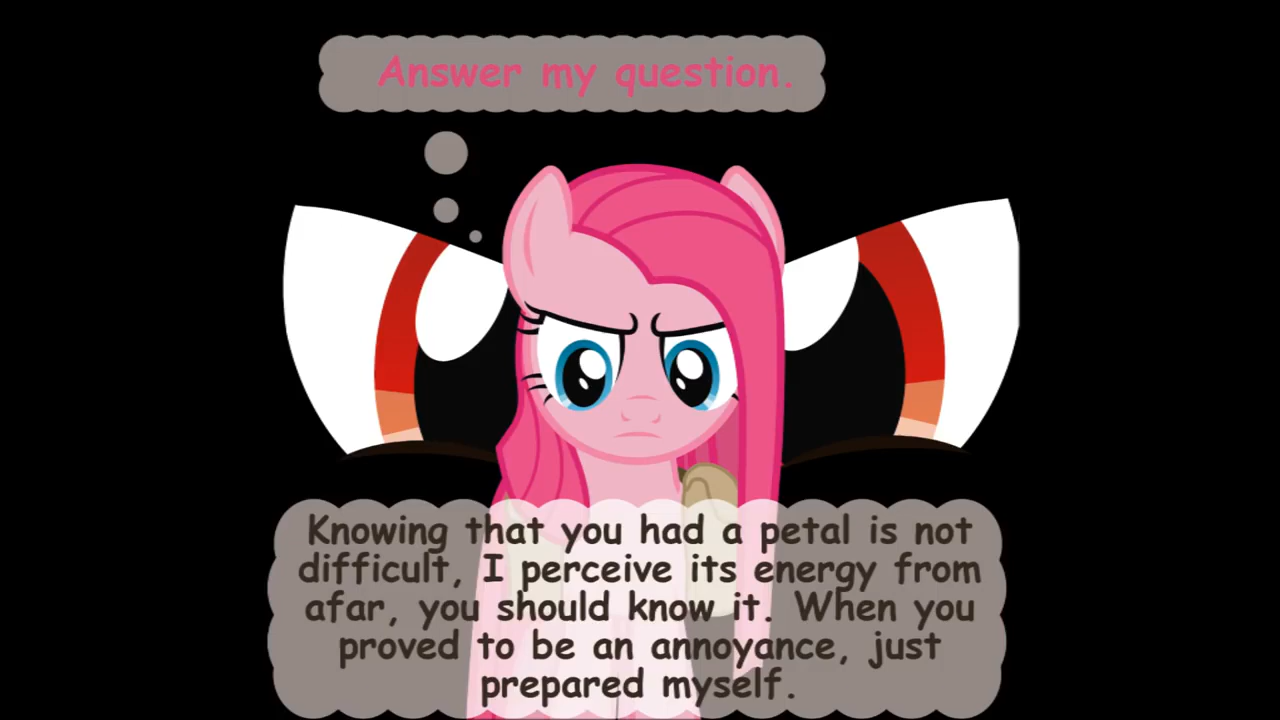 Answer my question.
Knowing that you had a petal is not
difficult, I perceive its energy from
afar, you should know it. When you
proved to be an annoyance, just
prepared myself.